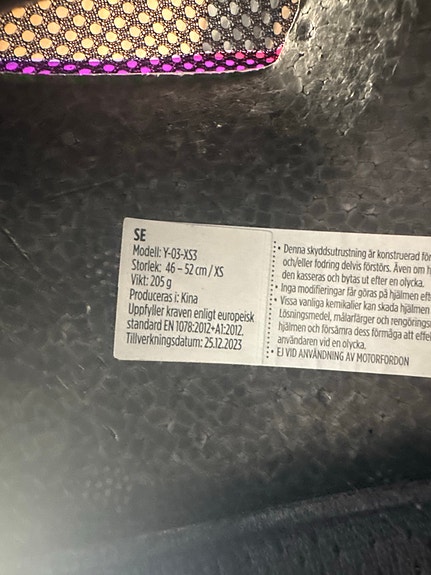 SE
Modell: Y-03-XS3
Storlek: 46 – 52 cm / XS
Vikt: 205 g
Produceras i: Kina
Uppfyller kraven enligt europeisk
standard EN 1078:2012+A1:2012.
Tillverkningsdatum: 25.12.2023
• Denna skyddsutrustning är konstruerad för
och/eller fodring delvis förstörs. Även om h
den kasseras och bytas ut efter en olycka.
• Inga modifieringar får göras på hjälmen
• Vissa vanliga kemikalier kan skada hjälmen
Lösningsmedel, målarfärger och
hjälmen och försämra dess förmåga att
användaren vid en olycka.
• EJ VID ANVÄNDNING AV MOTORFORDON